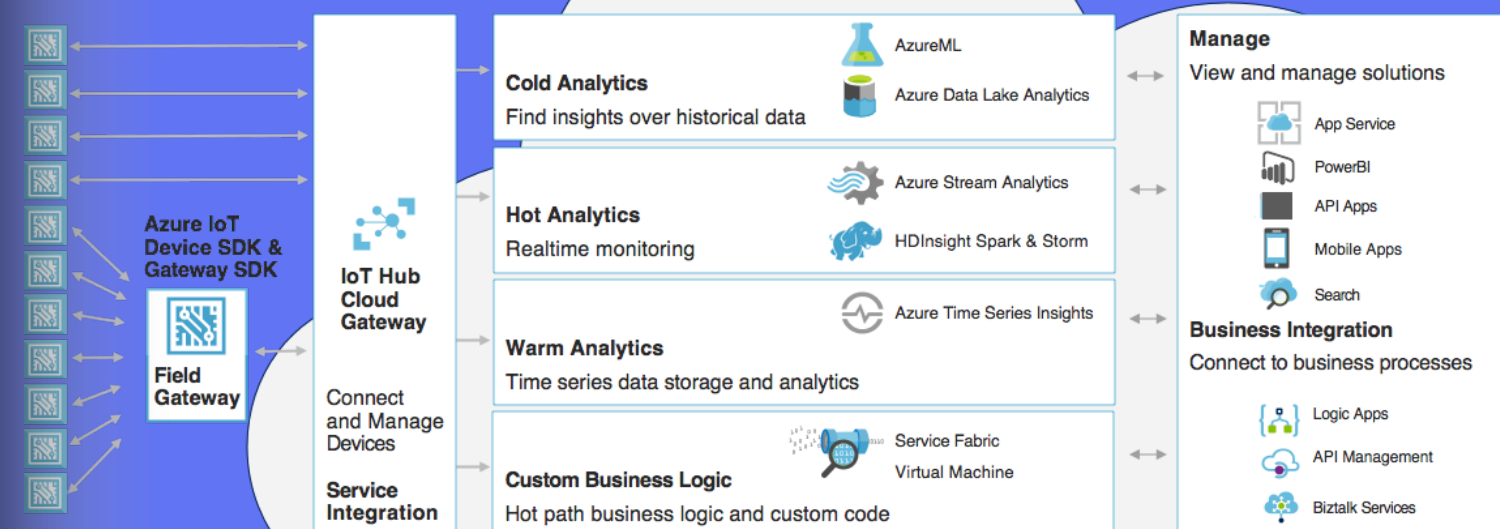 Azure IoT
Device SDK &
Gateway SDK
Field
Gateway
IoT Hub
Cloud
Gateway
Connect
and Manage
Devices
Service
Integration
Cold Analytics
Find insights over historical data
AzureML
Azure Data Lake Analytics
Hot Analytics
Realtime monitoring
Azure Stream Analytics
HDInsight Spark & Storm
Warm Analytics
Time series data storage and analytics
Azure Time Series Insights
Custom Business Logic
Hot path business logic and custom code
Service Fabric
Virtual Machine
Manage
View and manage solutions
App Service
PowerBI
API Apps
Mobile Apps
Search
Business Integration
Connect to business processes
Logic Apps
API Management
Biztalk Services